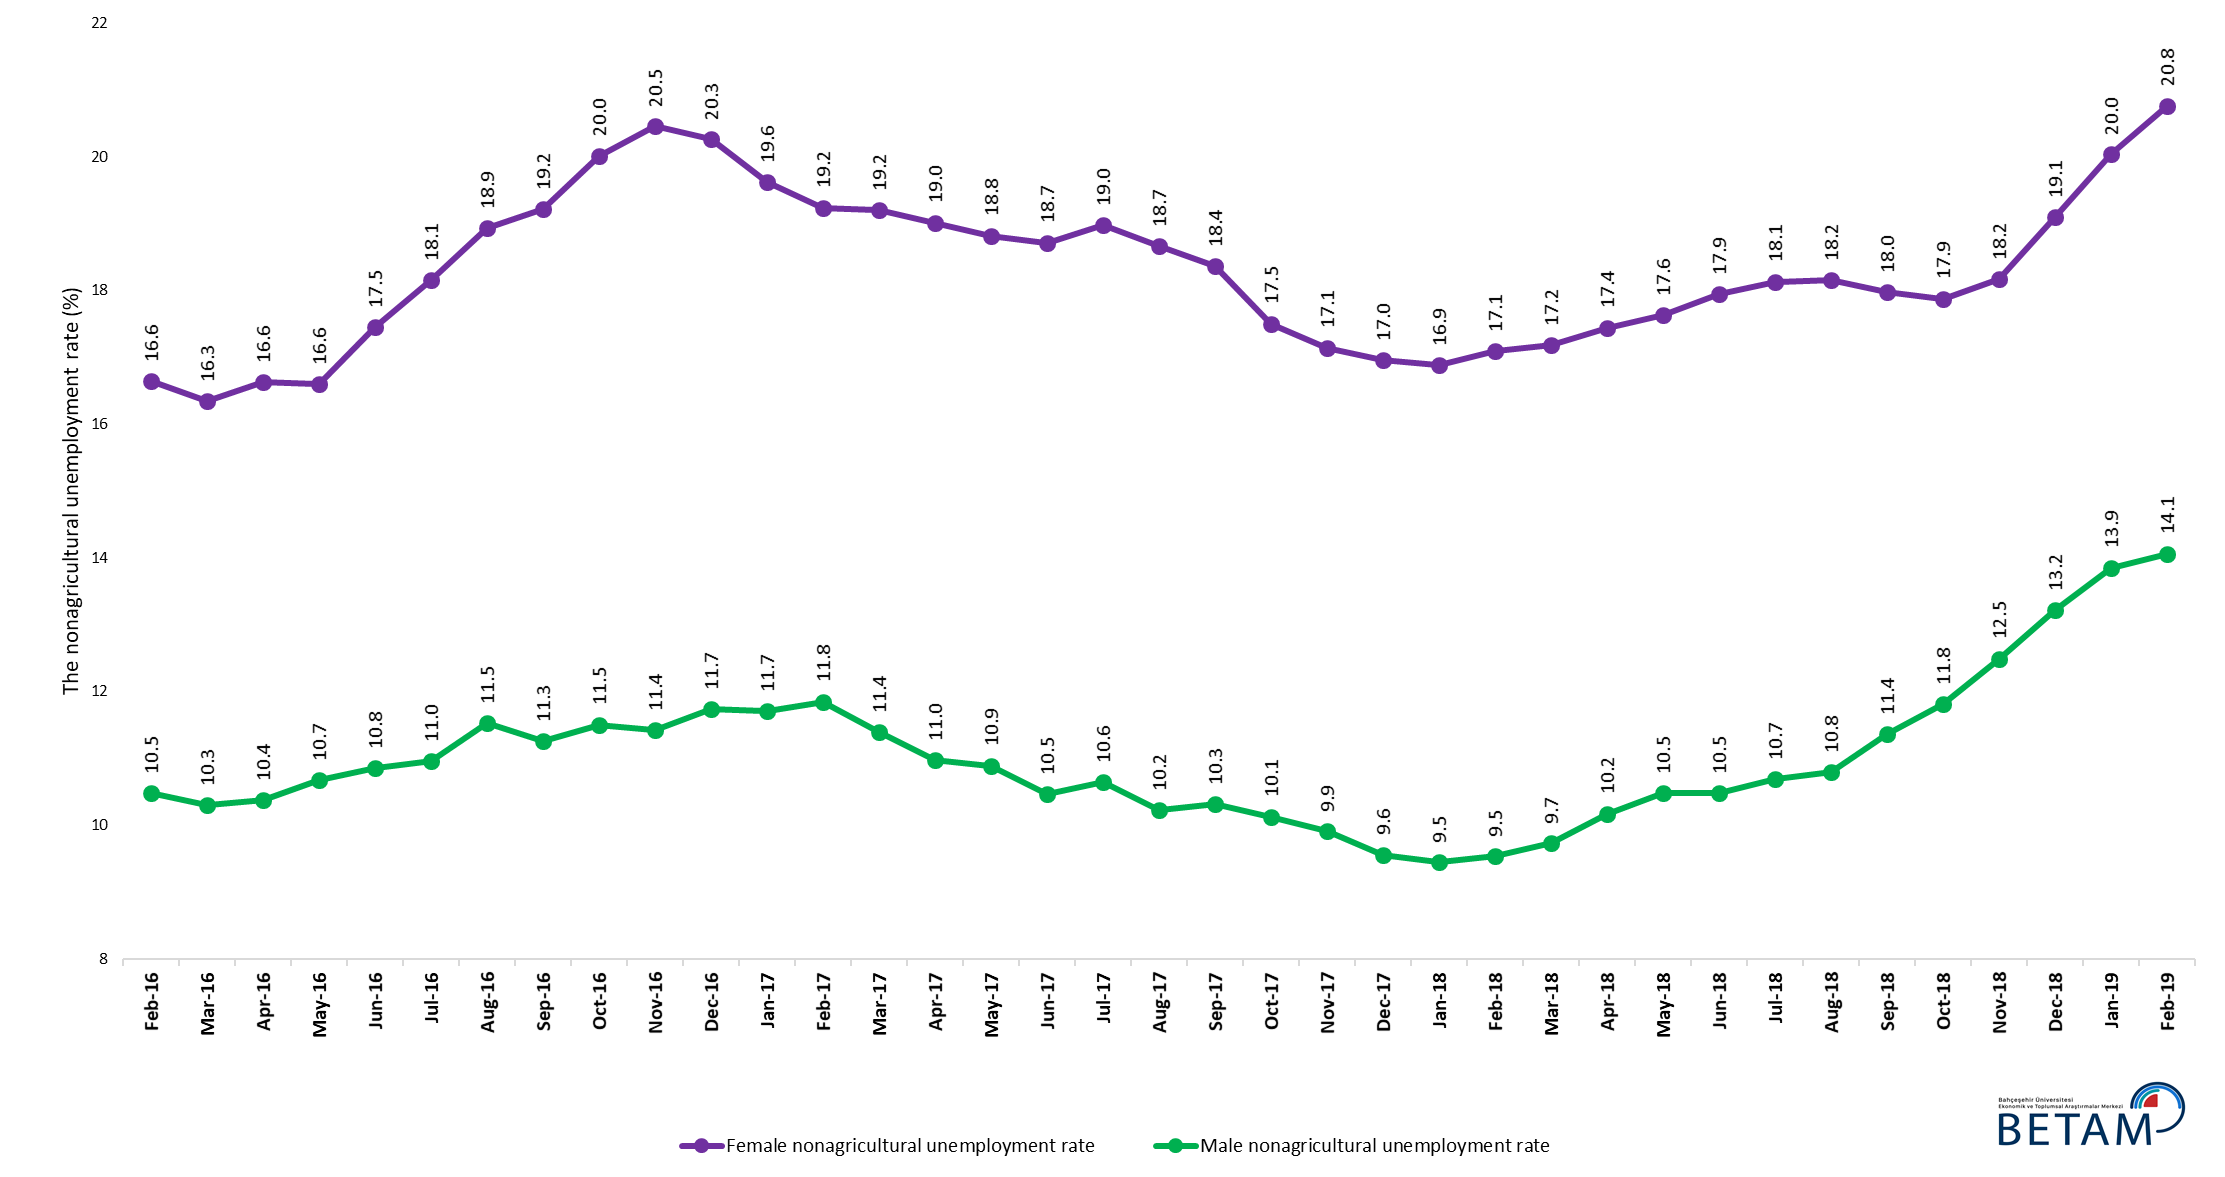 22
20
18
16
14
12
10
8
The nonagricultural unemployment rate (%)
16.6 16.3 16.6 16.6 17.5 18.1 18.9 19.2 20.0 20.5 20.3 19.6 19.2 19.2 19.0 18.8 18.7 19.0 18.7 18.4 17.5 17.1 17.0 16.9 17.1 17.2 17.4 17.6 17.9 18.1 18.2 18.0 17.9 18.2 19.1 20.0 20.8
10.5 10.3 10.4 10.7 10.8 11.0 11.5 11.3 11.5 11.4 11.7 11.7 11.8 11.4 11.0 10.9 10.5 10.6 10.2 10.3 10.1 9.9 9.6 9.5 9.5 9.7 10.2 10.5 10.5 10.7 10.8 11.4 11.8 12.5 13.2 13.9 14.1
Feb-16 Mar-16 Apr-16 May-16 Jun-16 Jul-16 Aug-16 Sep-16 Oct-16 Nov-16 Dec-16 Jan-17 Feb-17 Mar-17 Apr-17 May-17 Jun-17 Jul-17 Aug-17 Sep-17 Oct-17 Nov-17 Dec-17 Jan-18 Feb-18 Mar-18 Apr-18 May-18 Jun-18 Jul-18 Aug-18 Sep-18 Oct-18 Nov-18 Dec-18 Jan-19 Feb-19
Female nonagricultural unemployment rate
Male nonagricultural unemployment rate
Bahçeşehir Üniversitesi
Ekonomik ve Toplumsal Araştırmalar Merkezi
BETAM